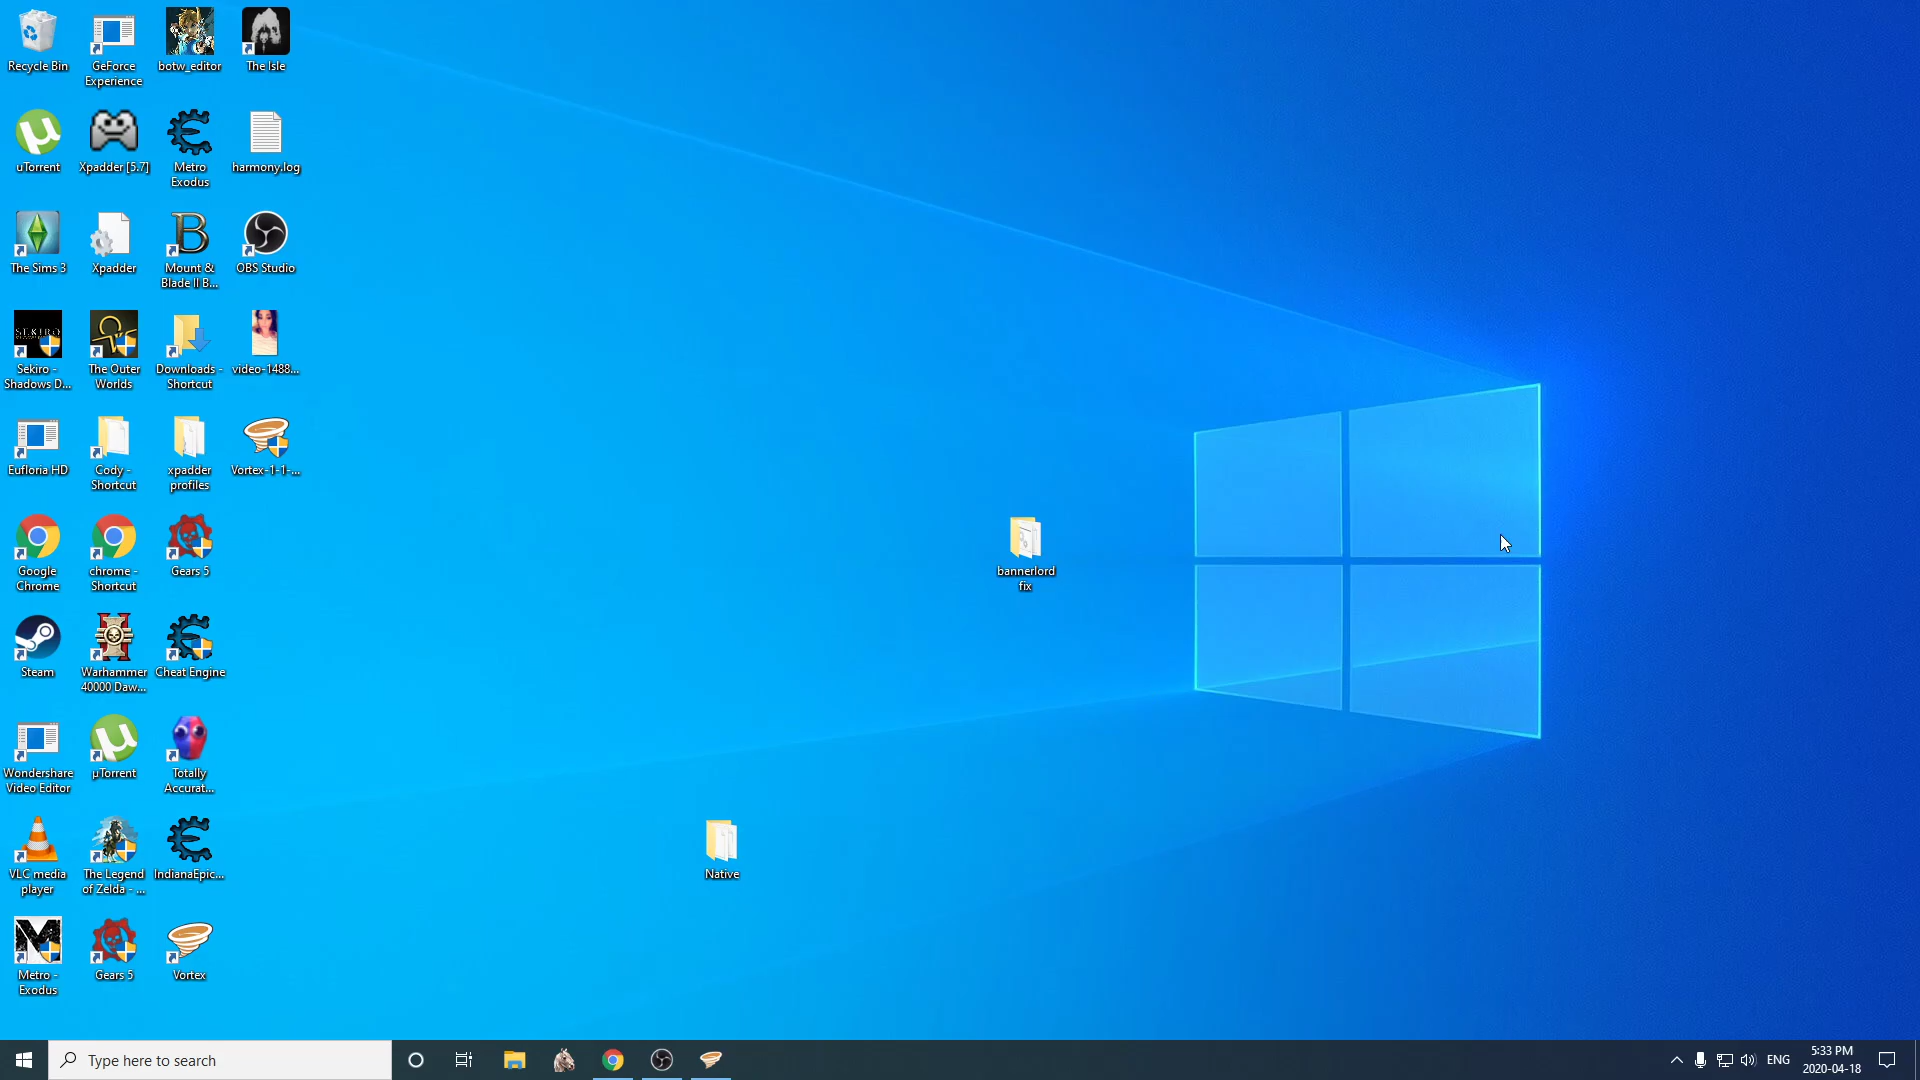 Recycle Bin
GeForce
Experience
botw_editor
The Isle
uTorrent
Xpadder [5.7]
Metro
Exodus
harmony.log
The Sims 3
Xpadder
B
Mount &
Blade II B...
OBS Studio
SEKIRO
Sekiro -
Shadows D...
The Outer
Worlds
Downloads -
Shortcut
video-1488...
Eufloria HD
Cody -
Shortcut
xpadder
profiles
Vortex-1-1-...
Google
Chrome
chrome -
Shortcut
Gears 5
bannerlord
fix
Steam
Warhammer
40000 Daw...
Cheat Engine
Wondershare
Video Editor
µTorrent
Totally
Accurat...
VLC media
player
The Legend
of Zelda - ...
IndianaEpic...
Native
Metro -
Exodus
Gears 5
Vortex
Type here to search
ENG
5:33 PM
2020-04-18